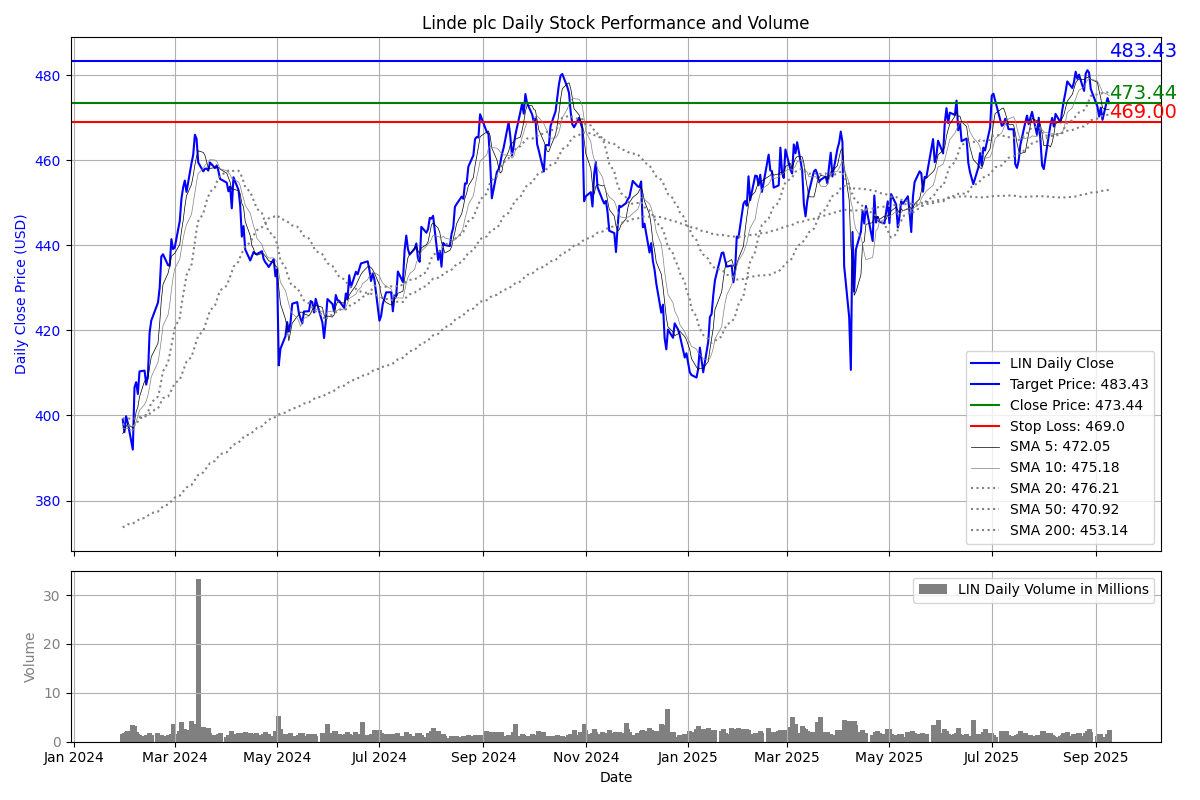 Linde plc Daily Stock Performance and Volume
Daily Close Price (USD)
480
460
440
420
400
380
483.43
473.44
469.00
LIN Daily Close
Target Price: 483.43
Close Price: 473.44
Stop Loss: 469.0
SMA 5: 472.05
SMA 10: 475.18
SMA 20: 476.21
SMA 50: 470.92
SMA 200: 453.14
Volume
30
20
10
0
LIN Daily Volume in Millions
Jan 2024 Mar 2024 May 2024 Jul 2024 Sep 2024 Nov 2024 Jan 2025 Mar 2025 May 2025 Jul 2025 Sep 2025
Date